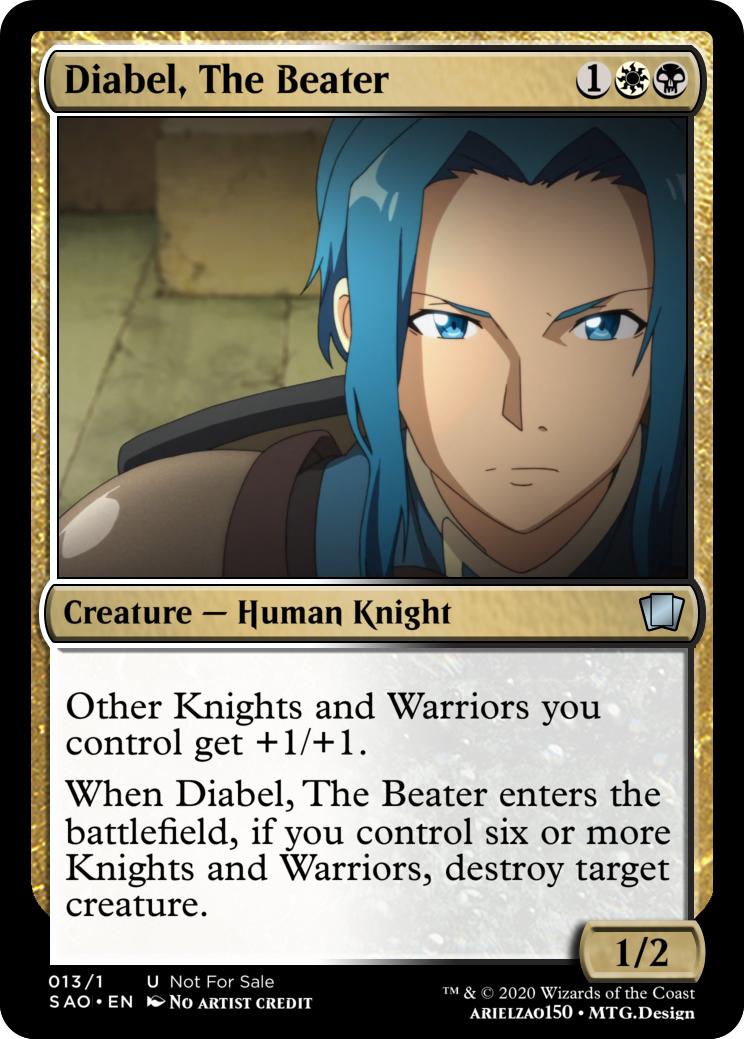 Diabel, The Beater 1
Creature — Human Knight
Other Knights and Warriors you
control get +1/+1.
When Diabel, The Beater enters the
battlefield, if you control six or more
Knights and Warriors, destroy target
creature.
1/2
013/1 U Not For Sale
SAO • EN No artist credit
™ & © 2020 Wizards of the Coast
arielzao150 • MTG.Design